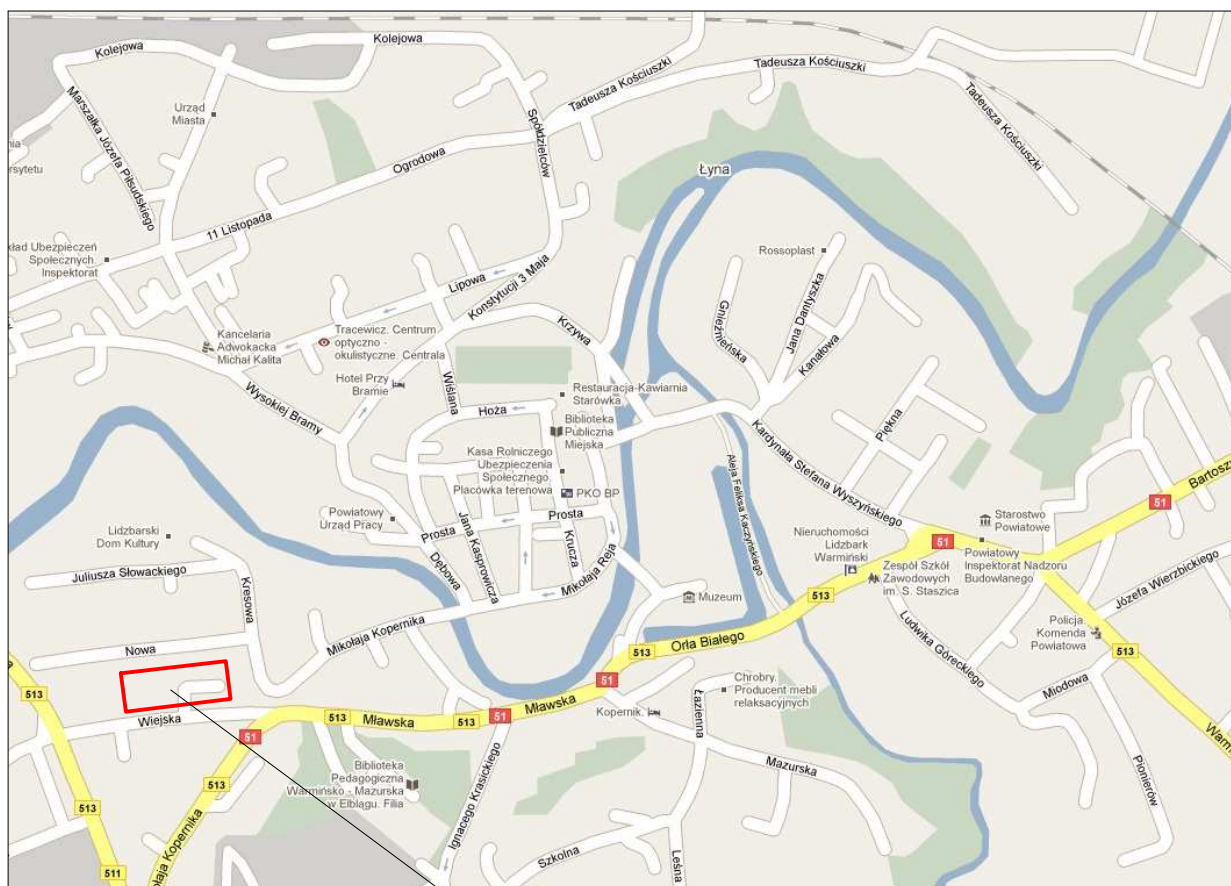 Kolejowa
Kolejowa
Tadeusza Kościuszki
Tadeusza Kościuszki
Tadeusza Kościuszki
Marszałka Józefa Piłsudskiego
Urząd
Miasta
Spółdzielców
Ogrodowa
11 Listopada
Łyna
Ubezpieczeń
Społecznych.
Inspektorat
Rossoplast
Lipowa
Konstytucji 3 Maja
Gnieźnieńska
Jana Dantyszka
Kanałowa
Kancelaria
Adwokacka
Michał Kalita
Tracewicz. Centrum
optyczno -
okulistyczne. Centrala
Krzywa
Hotel Przy
Bramie
Wysokiej Bramy
Wiślana
Restauracja-Kawiarnia
Starówka
Hoża
Biblioteka
Publiczna
Miejska
Piękna
Kardynała Stefana Wyszyńskiego
Kasa Rolniczego
Ubezpieczenia
Społecznego.
Placówka terenowa
PKO BP
Aleja Feliksa Kaczyńskiego
51
Powiatowy
Urząd Pracy
Prosta
Prosta
Krucza
Jana Kasprowicza
Dębowa
Mikołaja Reja
Lidzbarski
Dom Kultury
Juliusza Słowackiego
Kresowa
Nieruchomości
Lidzbark
Warmiński
51
Starostwo
Powiatowe
Powiatowy
Inspektorat Nadzoru
Budowlanego
Zespół Szkół
Zawodowych
im. S. Staszica
Józefa Wierzbickiego
Muzeum
513
Mikołaja Kopernika
Nowa
Orła Białego
513
Ludwika Góreckiego
Policja.
Komenda
Powiatowa
Miodowa
513
51
Chrobry.
Producent mebli
relaksacyjnych
Łazienna
Kopernik.
Wiejska
513
Mławska
513
51
Mławska
51
Mazurska
Pionierów
Biblioteka
Pedagogiczna
Warmińsko - Mazurska
w Elblągu. Filia
Ignacego Krasickiego
513
513
Szkolna
Leśna
511